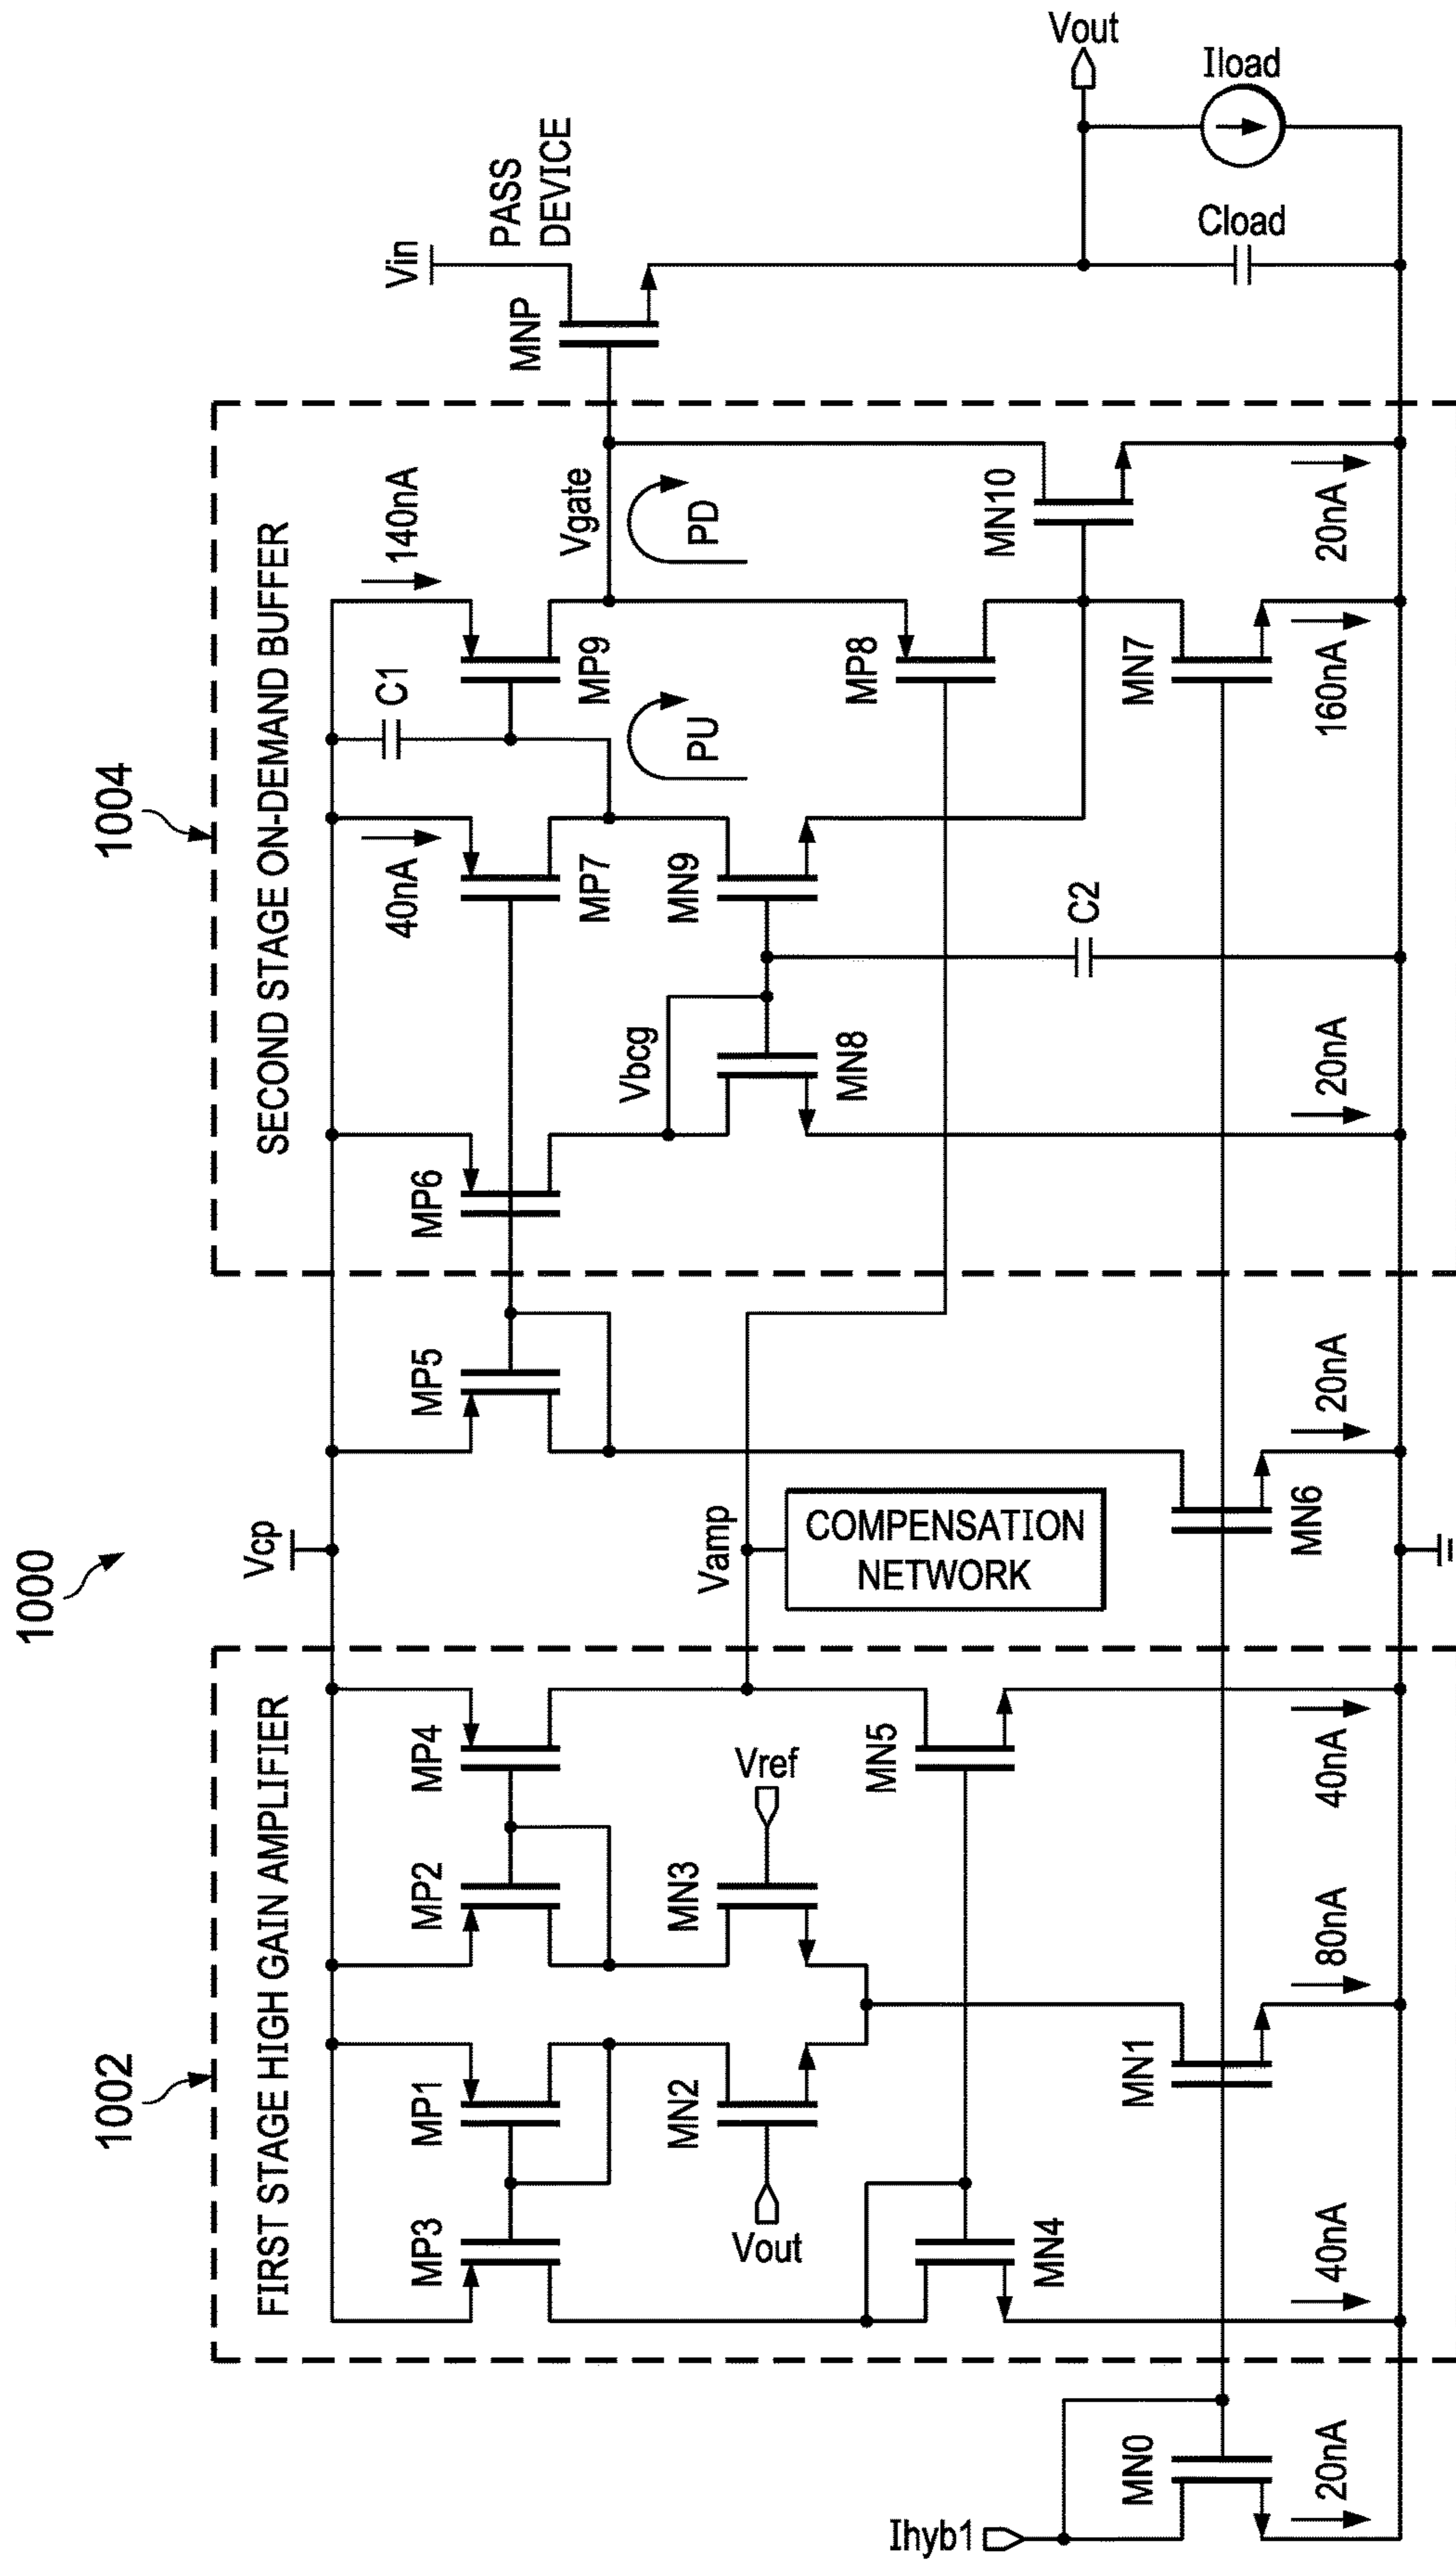 1000
1002
FIRST STAGE HIGH GAIN AMPLIFIER
1004
SECOND STAGE ON-DEMAND BUFFER
Vcp
Vin
PASS
DEVICE
MNP
MP3
MP1
MP2
MP4
MP5
MP6
MP7
40nA
C1
MP9
140nA
Vgate
PU
PD
Vout
MN2
MN3
Vref
Vamp
COMPENSATION
NETWORK
Vbcg
MN8
MN9
C2
MP8
MN10
MN4
MN5
Ihyb1
MN0
MN1
MN6
MN7
20nA
40nA
80nA
40nA
20nA
20nA
160nA
20nA
Vout
Cload
Iload